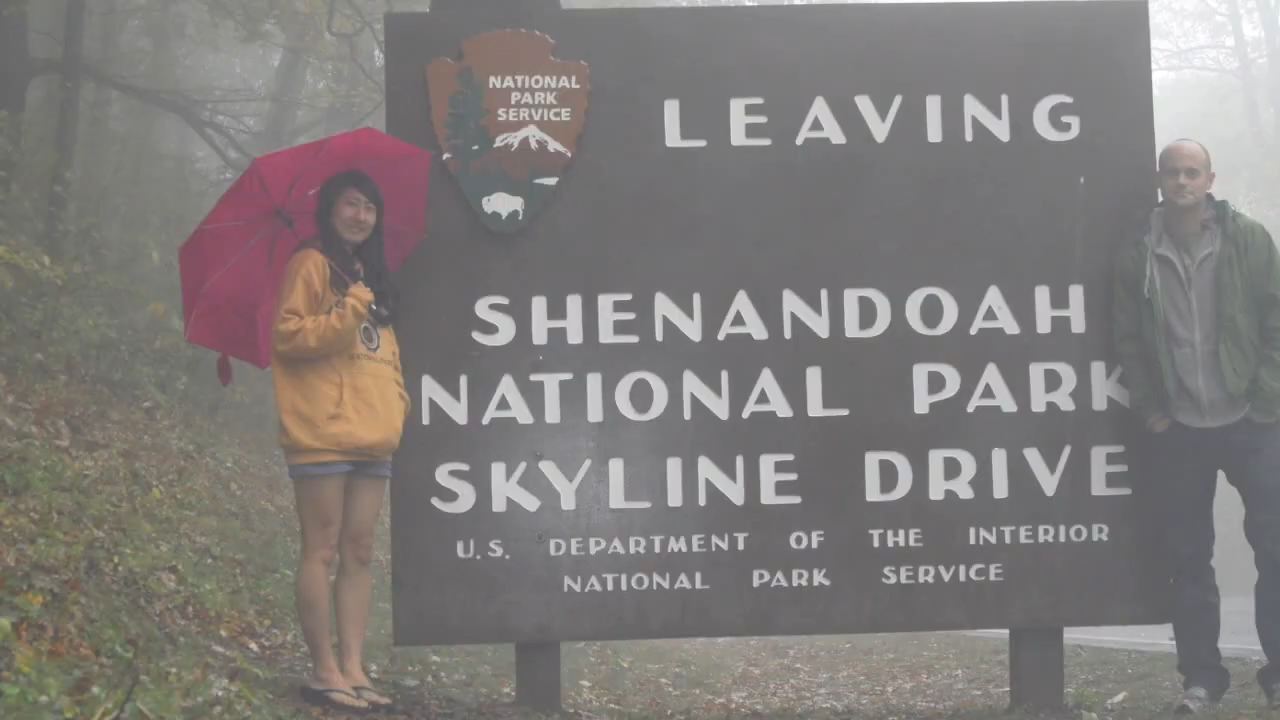 NATIONAL
PARK
SERVICE
LEAVING
SHENANDOAH
NATIONAL PARK
SKYLINE DRIVE
U.S. DEPARTMENT OF THE INTERIOR
NATIONAL PARK SERVICE